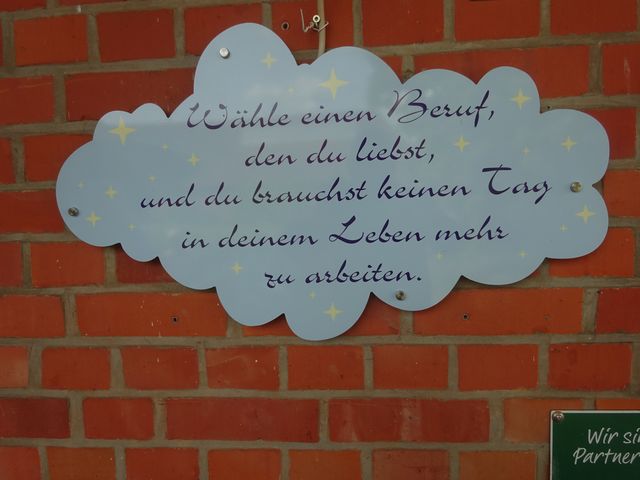 Wähle einen Beruf,
den du liebst,
und du brauchst keinen Tag
in deinem Leben mehr
zu arbeiten.
Wir
Partner